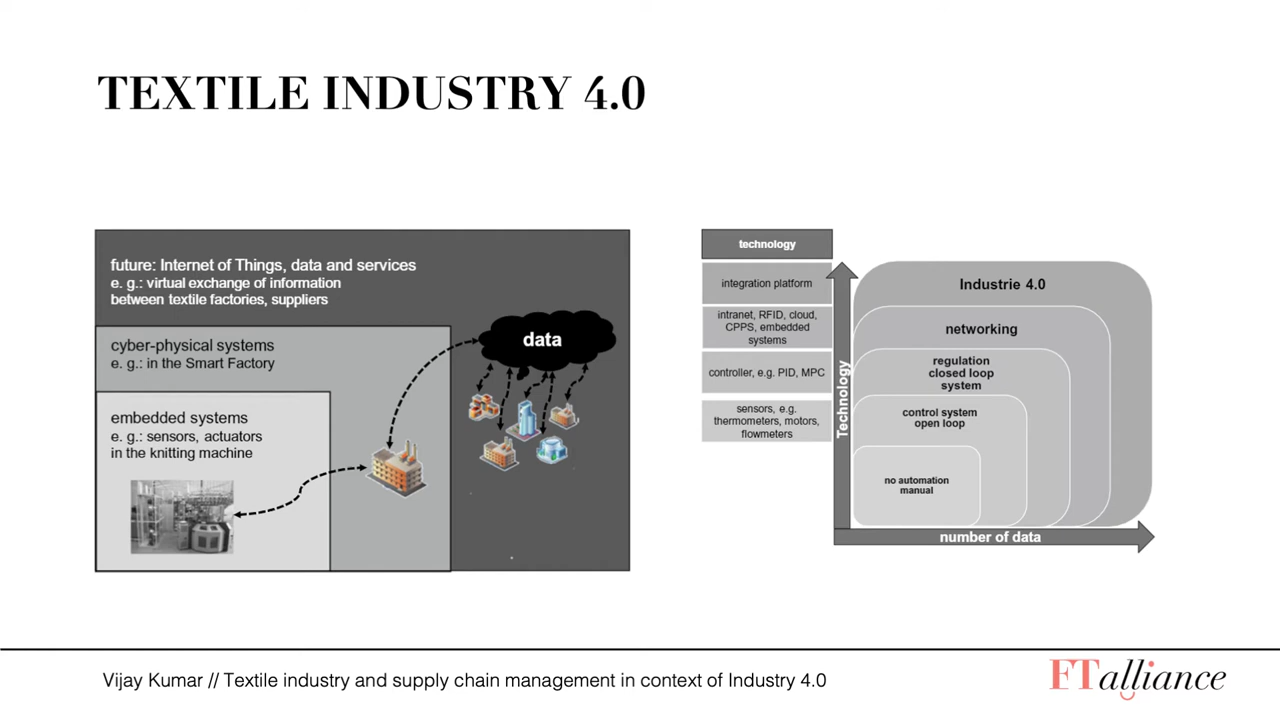 TEXTILE INDUSTRY 4.0
future: Internet of Things, data and services
e. g.: virtual exchange of information
between textile factories, suppliers
cyber-physical systems
e. g.: in the Smart Factory
data
embedded systems
e. g.: sensors, actuators
in the knitting machine
technology
integration platform
intranet, RFID, cloud,
CPPS, embedded
systems
controller, e.g. PID, MPC
sensors, e.g.
thermometers, motors,
flowmeters
Technology
Industrie 4.0
networking
regulation
closed loop
system
control system
open loop
no automation
manual
number of data
Vijay Kumar // Textile industry and supply chain management in context of Industry 4.0
FTalliance